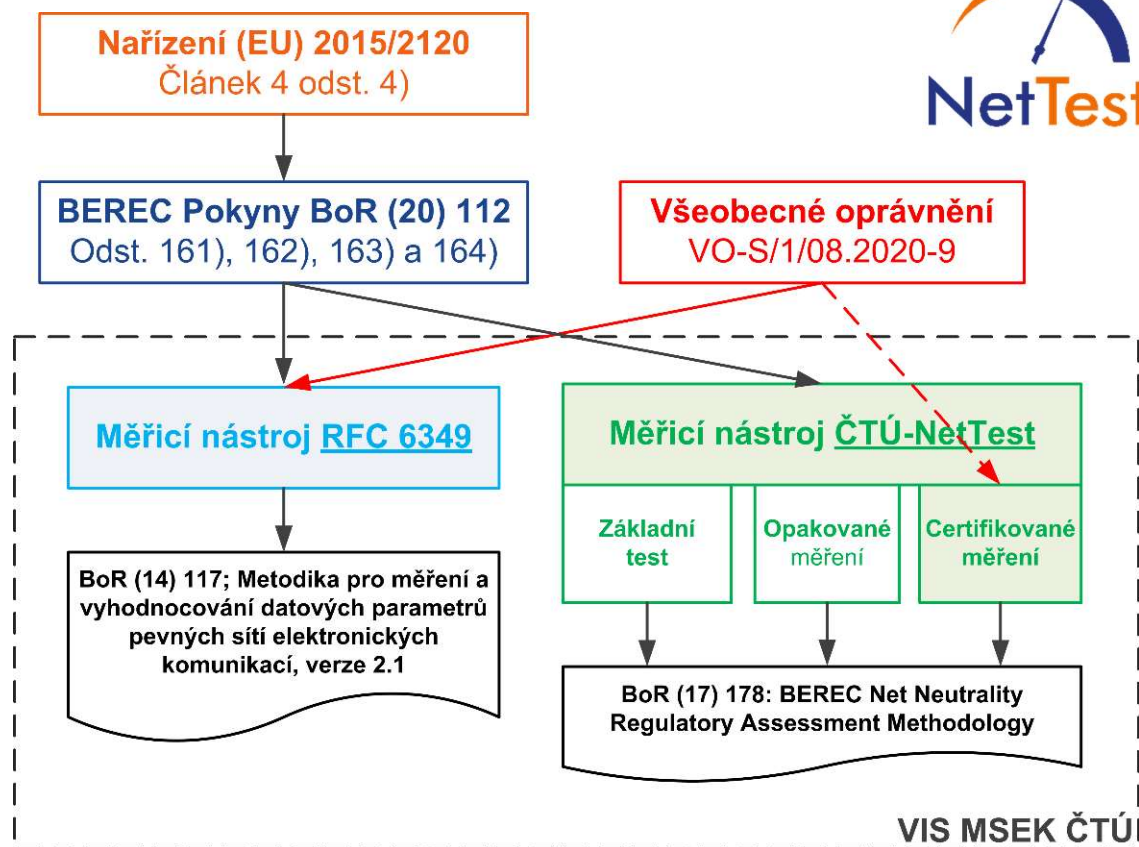 Nařízení (EU) 2015/2120
Článek 4 odst. 4)
NetTest
BEREC Pokyny BoR (20) 112
Odst. 161), 162), 163) a 164)
Všeobecné oprávnění
VO-S/1/08.2020-9
Měřicí nástroj RFC 6349
Měřicí nástroj ČTÚ-NetTest
Základní
test
Opakované
měření
Certifikované
měření
BoR (14) 117; Metodika pro měření a
vyhodnocování datových parametrů
pevných sítí elektronických
komunikací, verze 2.1
BoR (17) 178: BEREC Net Neutrality
Regulatory Assessment Methodology
VIS MSEK ČTÚ